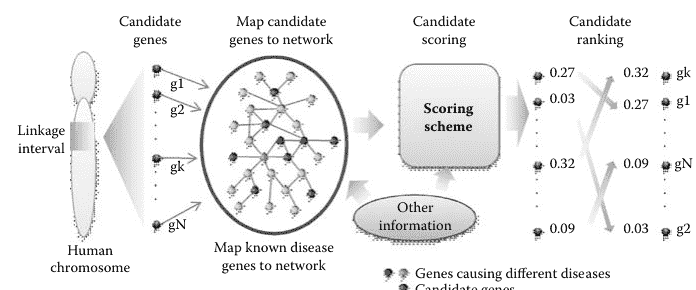 Candidate
genes
Map candidate
genes to network
Candidate
scoring
Candidate
ranking
Linkage
interval
g1
g2
gk
gN
Scoring
scheme
0.27
0.03
0.32
0.09
0.32
0.27
0.09
0.03
gk
g1
gN
g2
Other
information
Human
chromosome
Map known disease
genes to network
Genes causing different diseases
Candidate genes